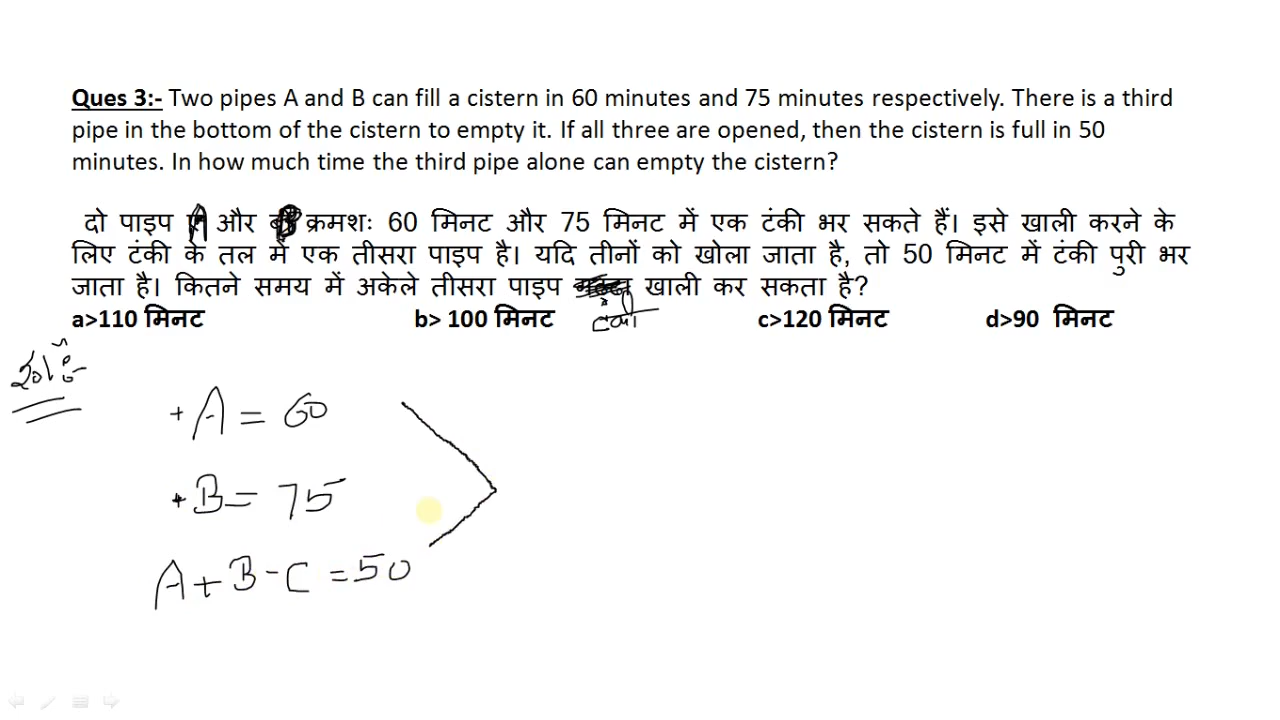 Ques 3:- Two pipes A and B can fill a cistern in 60 minutes and 75 minutes respectively. There is a third
pipe in the bottom of the cistern to empty it. If all three are opened, then the cistern is full in 50
minutes. In how much time the third pipe alone can empty the cistern?
दो पाइप A और B क्रमशः 60 मिनट और 75 मिनट में एक टंकी भर सकते हैं। इसे खाली करने के
लिए टंकी के तल में एक तीसरा पाइप है। यदि तीनों को खोला जाता है, तो 50 मिनट में टंकी पुरी भर
जाता है। कितने समय में अकेले तीसरा पाइप खाली कर सकता है?
a>110 मिनट b> 100 मिनट c>120 मिनट d>90 मिनट
+A = 60
+B = 75
A+B-C = 50